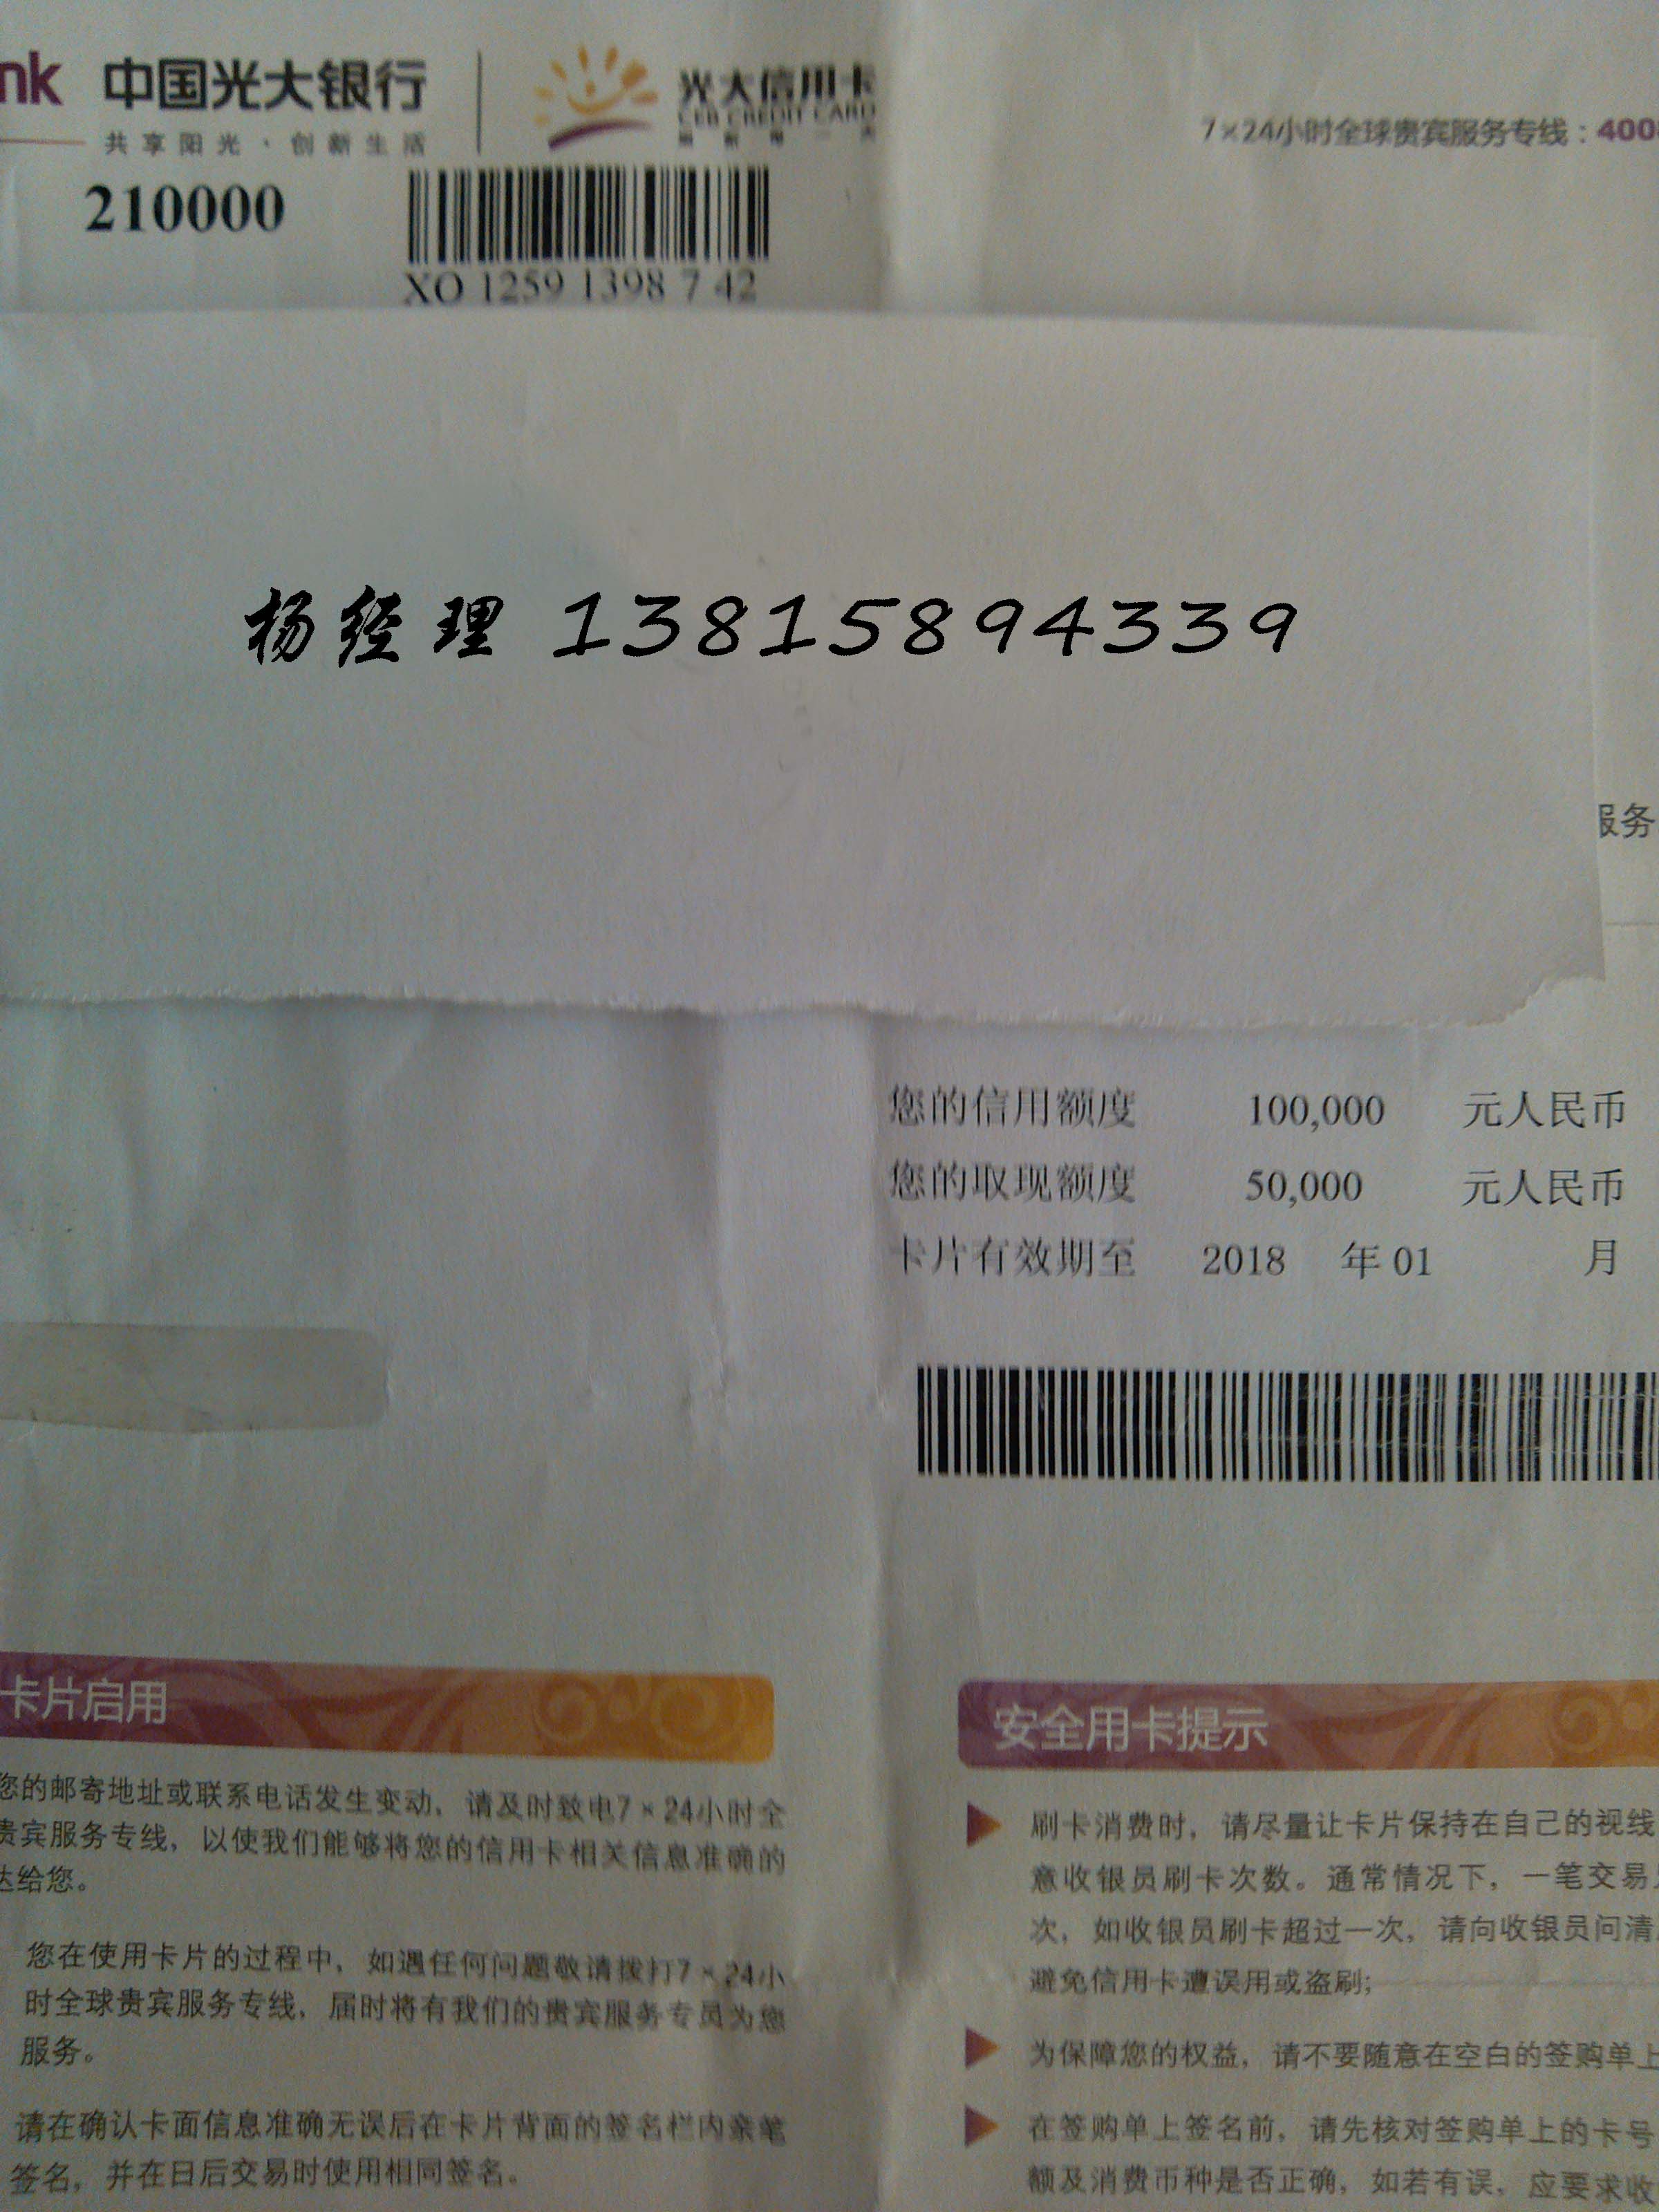 nk 中国光大银行 光大信用卡
CEB CREDIT CARD
共享阳光·创新生活
7×24小时全球贵宾服务专线：400
210000
XO 1259 1398 7 42
杨经理 13815894339
服务
您的信用额度 100,000 元人民币
您的取现额度 50,000 元人民币
卡片有效期至 2018 年 01 月
卡片启用
您的邮寄地址或联系电话发生变动，请及时致电7×24小时全
贵宾服务专线，以使我们能够将您的信用卡相关信息准确的
达给您。
您在使用卡片的过程中，如遇任何问题敬请拨打7×24小
时全球贵宾服务专线，届时将有我们的贵宾服务专员为您
服务。
请在确认卡面信息准确无误后在卡片背面的签名栏内亲笔
签名，并在日后交易时使用相同签名。
安全用卡提示
刷卡消费时，请尽量让卡片保持在自己的视线
意收银员刷卡次数。通常情况下，一笔交易
次，如收银员刷卡超过一次，请向收银员问清
避免信用卡遭误用或盗刷；
为保障您的权益，请不要随意在空白的签购单上
在签购单上签名前，请先核对签购单上的卡号
额及消费币种是否正确，如若有误，应要求收